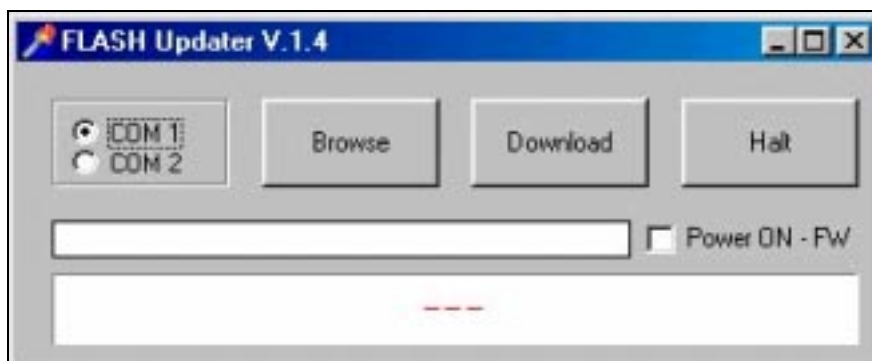 FLASH Updater V.1.4
COM 1
COM 2
Browse
Download
Halt
Power ON - FW
---